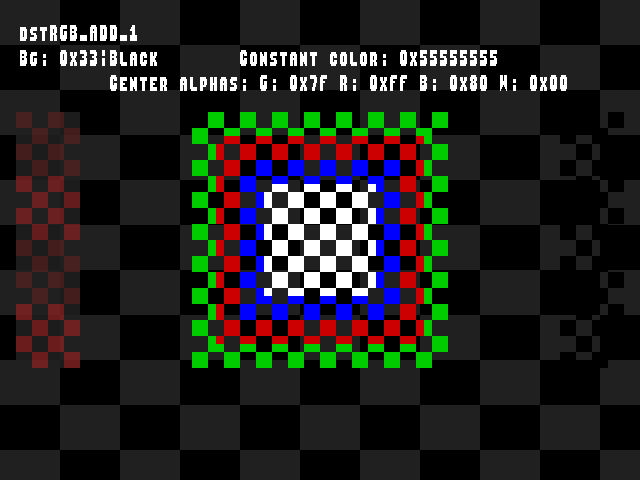 dstRGB_ADD_1
Bg: 0x33¦Black Constant color: 0x55555555
Center alphas: G: 0x7f R: 0xff B: 0x80 W: 0x00